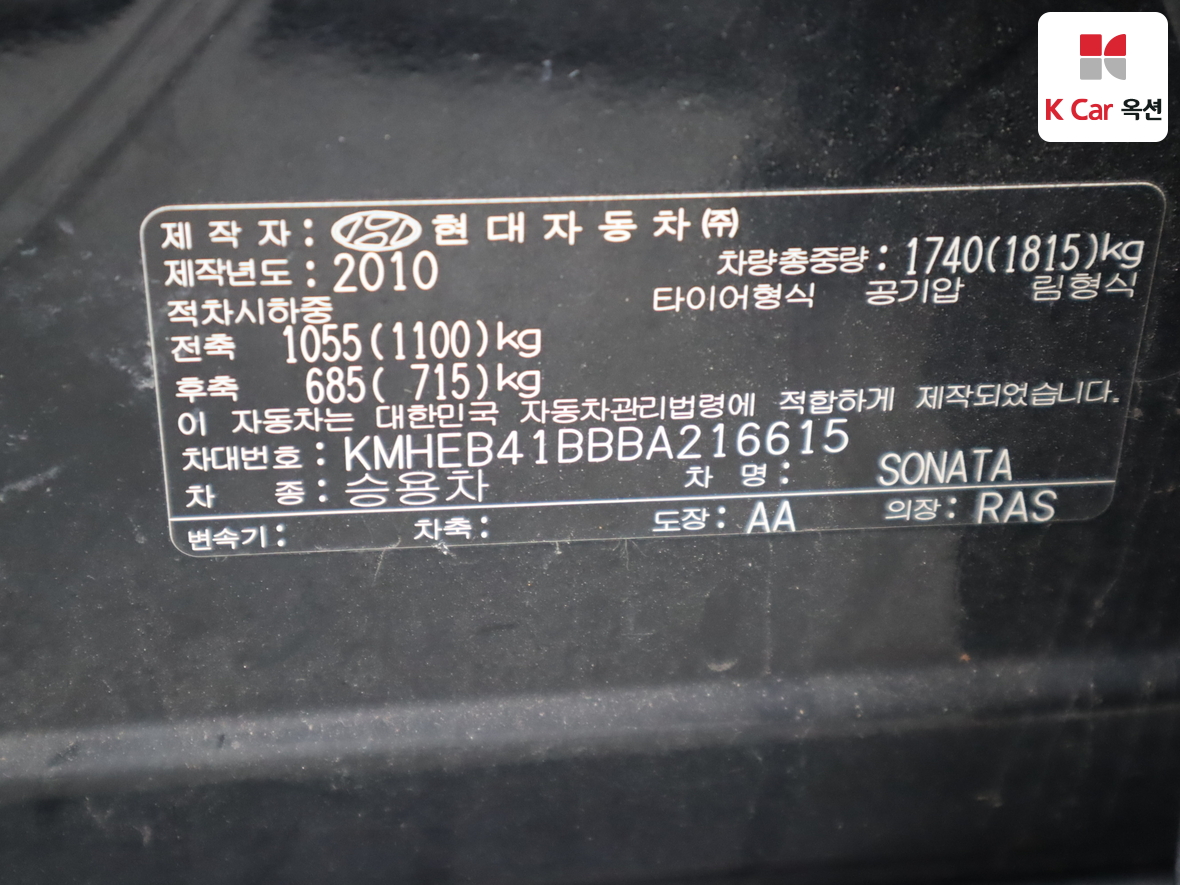 K Car 옥션
제 작 자 : 현 대 자 동 차 ㈜
제작년도 : 2010 차량총중량 : 1740(1815)kg
적차시하중 타이어형식 공기압 림형식
전축 1055(1100)kg
후축 685( 715)kg
이 자동차는 대한민국 자동차관리법령에 적합하게 제작되었습니다.
차대번호 : KMHEB41BBBA216615
차 종 : 승용차 차 명 : SONATA
변속기 : 차축 : 도장 : AA 의장 : RAS